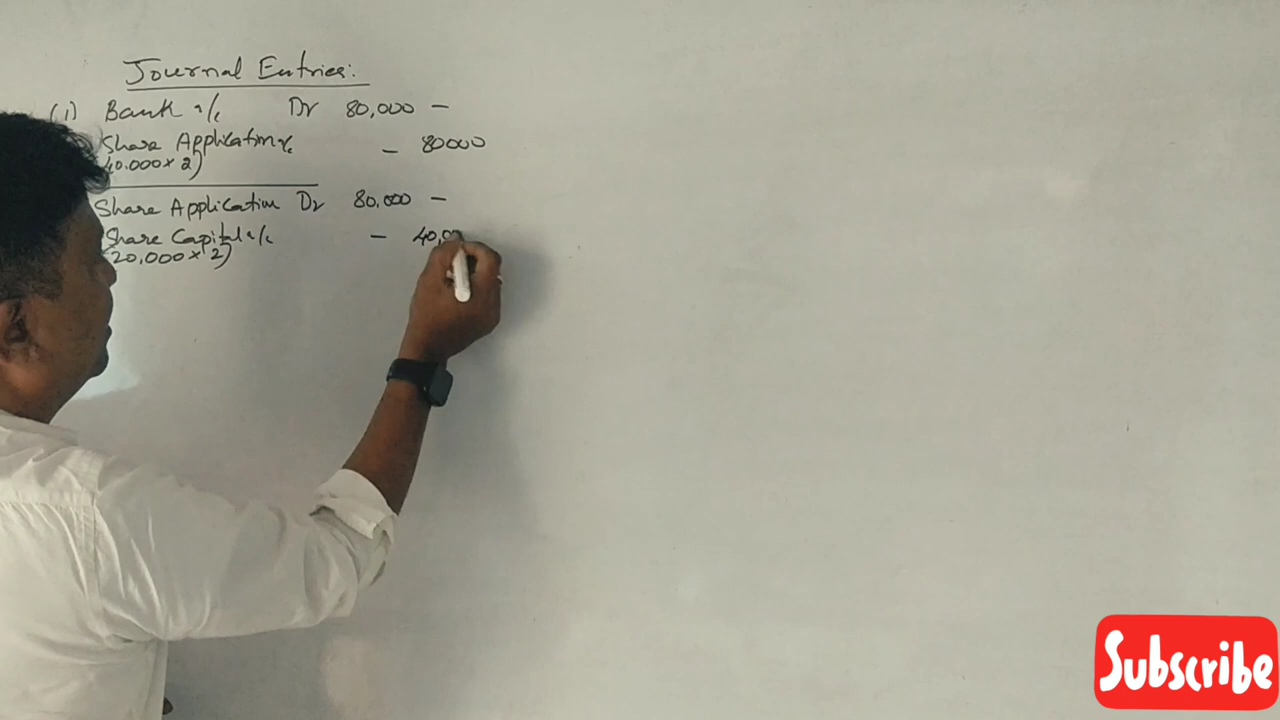 Journal Entries:
(1) Bank a/c Dr 80,000 –
Share Application a/c – 80000
40.000 × 2)
Share Application Dr 80,000 –
Share Capital a/c – 40,00
(20,000 × 2)
Subscribe